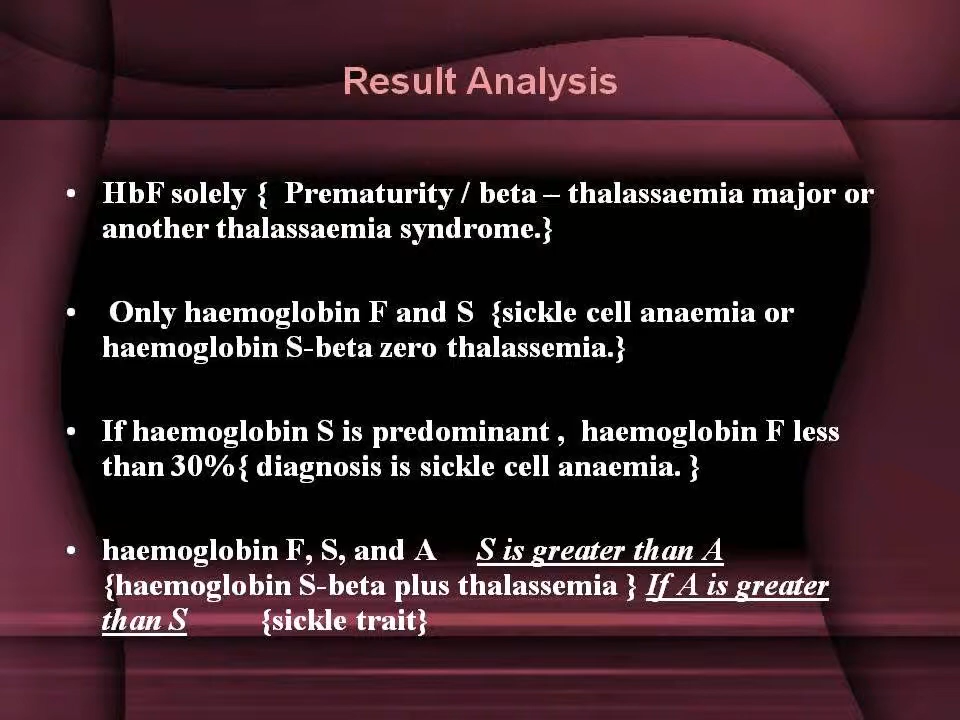 Result Analysis
• HbF solely { Prematurity / beta – thalassaemia major or
another thalassaemia syndrome.}
• Only haemoglobin F and S {sickle cell anaemia or
haemoglobin S-beta zero thalassemia.}
• If haemoglobin S is predominant , haemoglobin F less
than 30%{ diagnosis is sickle cell anaemia. }
• haemoglobin F, S, and A S is greater than A
{haemoglobin S-beta plus thalassemia } If A is greater
than S {sickle trait}